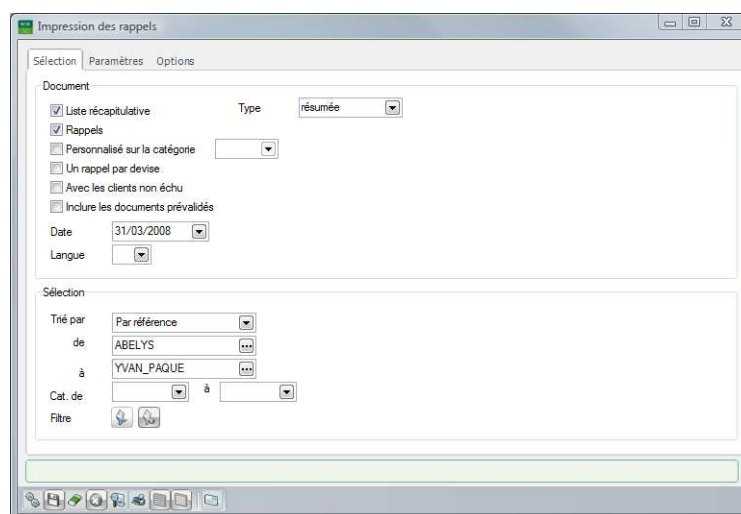 Impression des rappels
Sélection Paramètres Options
Document
Liste récapitulative Type résumée
Rappels
Personnalisé sur la catégorie
Un rappel par devise
Avec les clients non échu
Inclure les documents prévalidés
Date 31/03/2008
Langue
Sélection
Trié par Par référence
de ABELYS
à YVAN_PAQUE
Cat. de à
Filtre